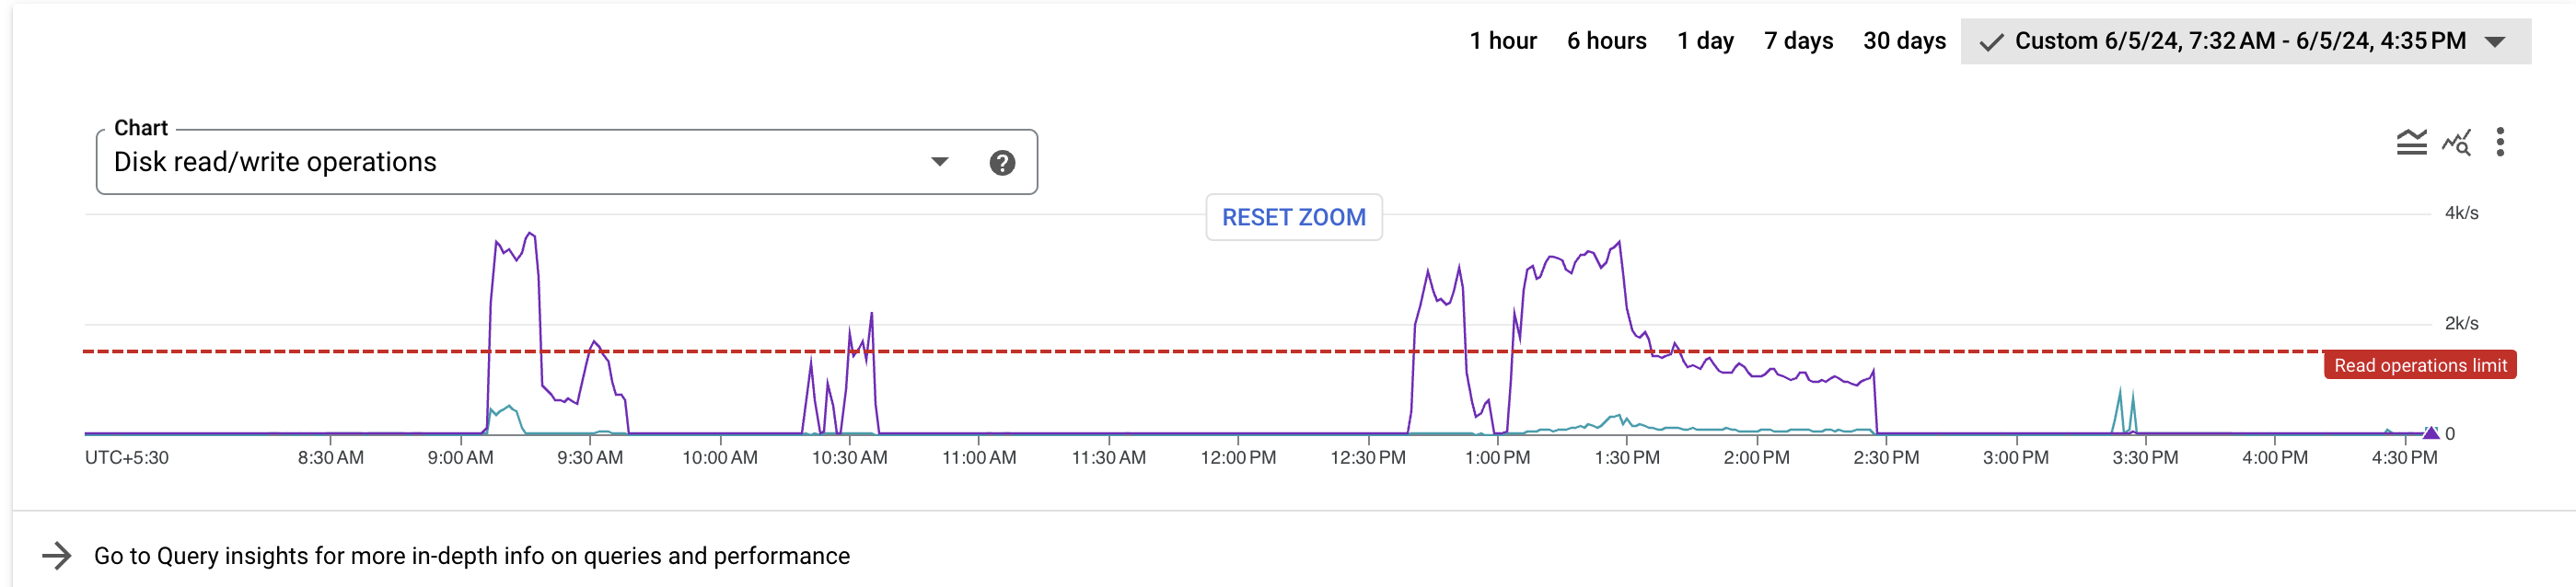 1 hour 6 hours 1 day 7 days 30 days Custom 6/5/24, 7:32 AM - 6/5/24, 4:35 PM
Chart
Disk read/write operations
RESET ZOOM
4k/s
2k/s
Read operations limit
0
UTC+5:30 8:30 AM 9:00 AM 9:30 AM 10:00 AM 10:30 AM 11:00 AM 11:30 AM 12:00 PM 12:30 PM 1:00 PM 1:30 PM 2:00 PM 2:30 PM 3:00 PM 3:30 PM 4:00 PM 4:30 PM
Go to Query insights for more in-depth info on queries and performance